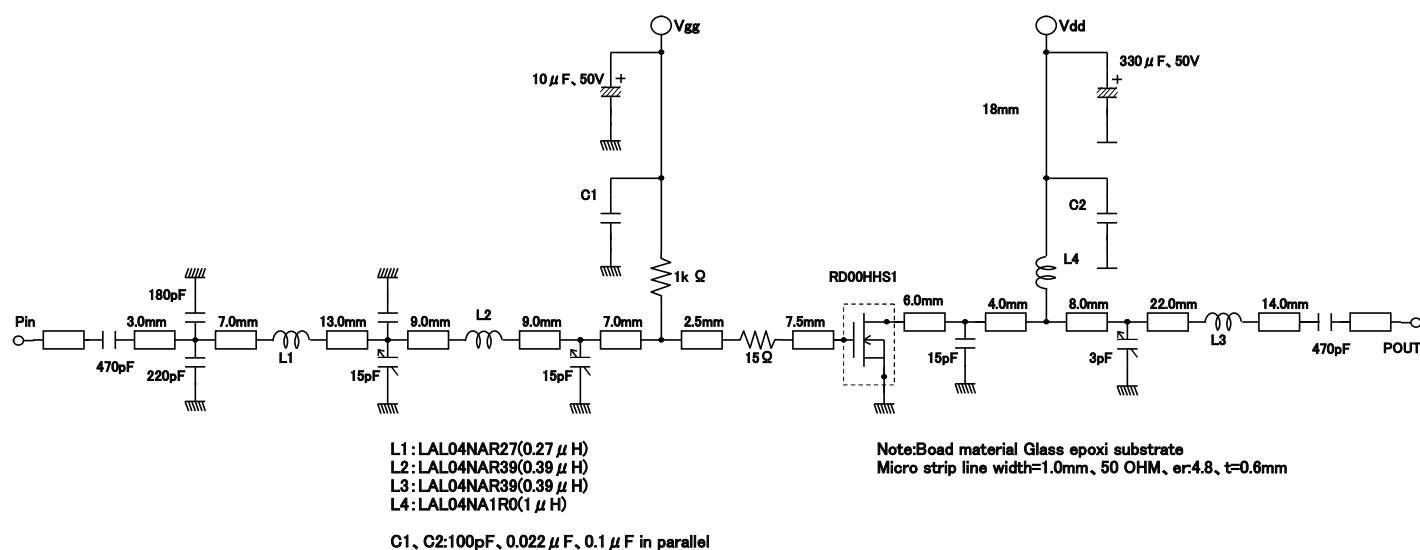 Vgg
Vdd
10μF、50V
+
330μF、50V
+
18mm
C1
C2
1k Ω
L4
RD00HHS1
180pF
Pin
3.0mm
7.0mm
13.0mm
9.0mm
L2
9.0mm
7.0mm
2.5mm
7.5mm
6.0mm
4.0mm
8.0mm
22.0mm
14.0mm
470pF
220pF
L1
15pF
15pF
15Ω
15pF
3pF
L3
470pF
POUT
L1:LAL04NAR27(0.27μH)
L2:LAL04NAR39(0.39μH)
L3:LAL04NAR39(0.39μH)
L4:LAL04NA1R0(1μH)
C1、C2:100pF、0.022μF、0.1μF in parallel
Note:Boad material Glass epoxi substrate
Micro strip line width=1.0mm、50 OHM、er:4.8、t=0.6mm